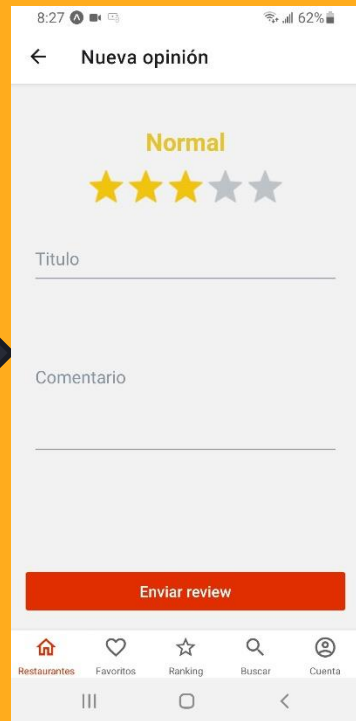 8:27 62%
Nueva opinión
Normal
Titulo
Comentario
Enviar review
Restaurantes Favoritos Ranking Buscar Cuenta